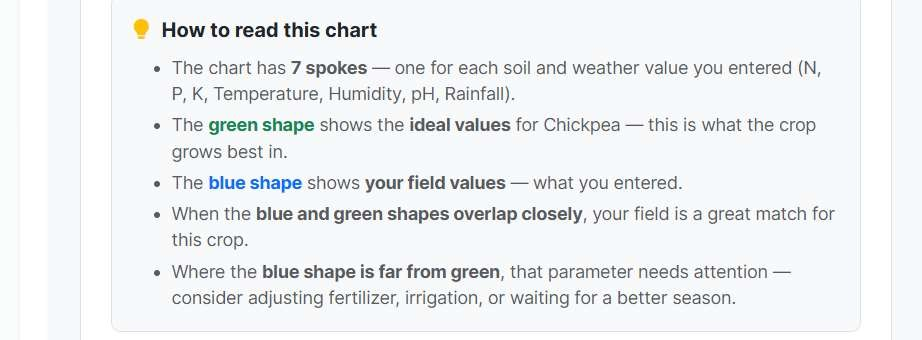 How to read this chart
• The chart has 7 spokes — one for each soil and weather value you entered (N,
P, K, Temperature, Humidity, pH, Rainfall).
• The green shape shows the ideal values for Chickpea — this is what the crop
grows best in.
• The blue shape shows your field values — what you entered.
• When the blue and green shapes overlap closely, your field is a great match for
this crop.
• Where the blue shape is far from green, that parameter needs attention —
consider adjusting fertilizer, irrigation, or waiting for a better season.